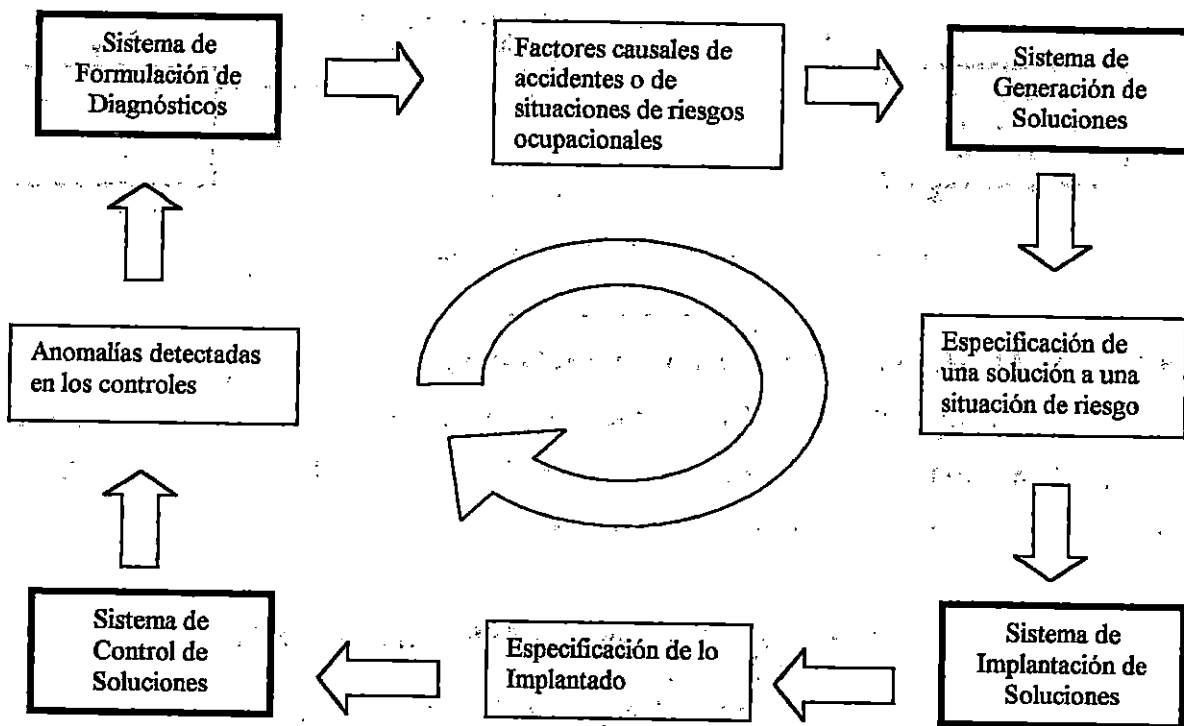 Sistema de
Formulación de
Diagnósticos
Factores causales de
accidentes o de
situaciones de riesgos
ocupacionales
Sistema de
Generación de
Soluciones
Especificación de
una solución a una
situación de riesgo
Sistema de
Implantación de
Soluciones
Especificación de lo
Implantado
Sistema de
Control de
Soluciones
Anomalías detectadas
en los controles